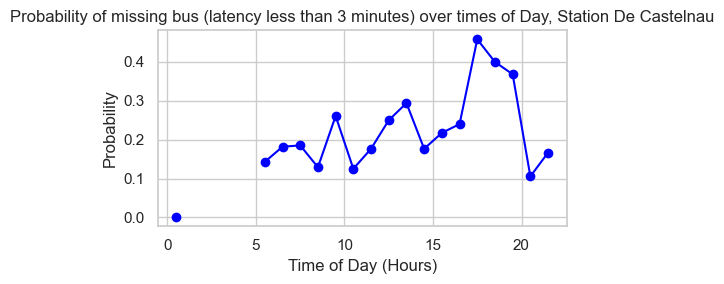 Probability of missing bus (latency less than 3 minutes) over times of Day, Station De Castelnau
0.4
0.3
0.2
0.1
0.0
Probability
0 5 10 15 20
Time of Day (Hours)